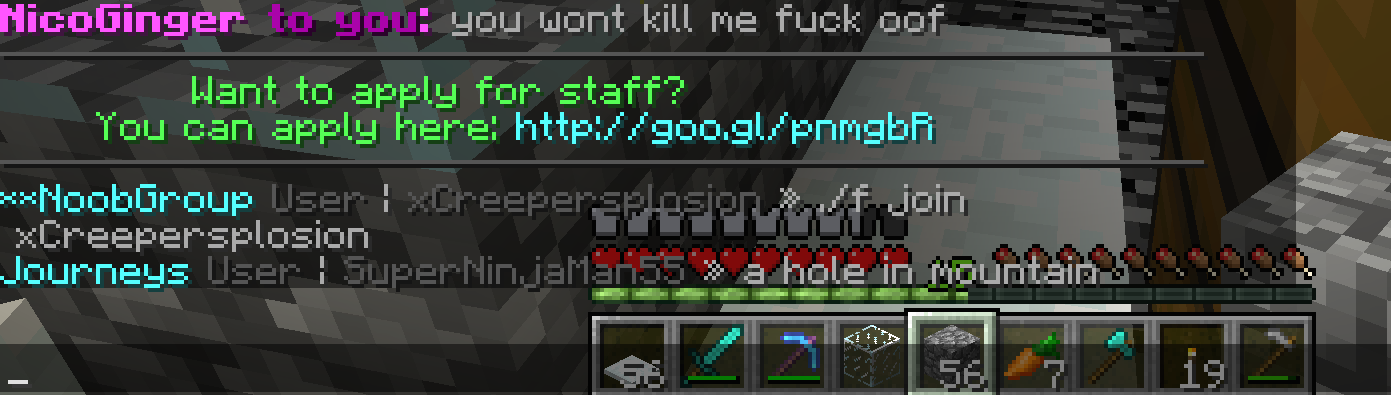 NicoGinger to you: you wont kill me fuck oof
Want to apply for staff?
You can apply here: http://goo.gl/pnmgbR
**NoobGroup User | xCreepersplosion » ./f join
xCreepersplosion
Journeys User | SuperNinjaMan55 » a hole in mountain
56 7 19
_